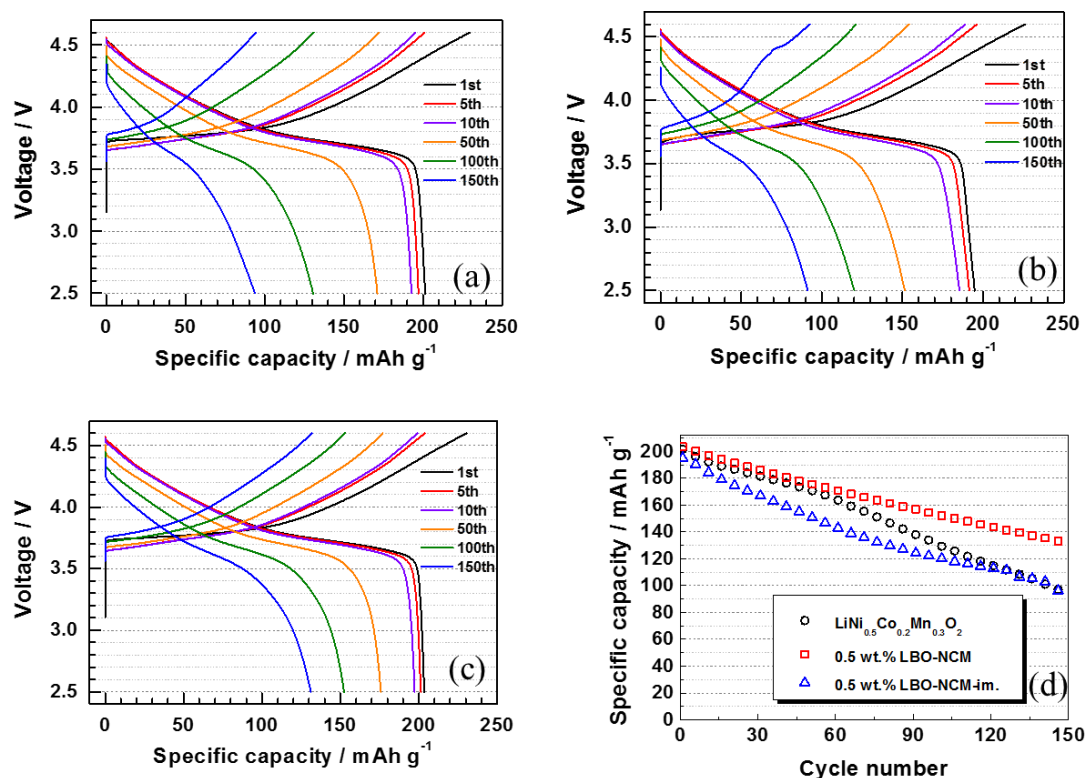 4.5
4.0
3.5
3.0
2.5
Voltage / V
1st
5th
10th
50th
100th
150th
(a)
0 50 100 150 200 250
Specific capacity / mAh g⁻¹
4.5
4.0
3.5
3.0
2.5
Voltage / V
1st
5th
10th
50th
100th
150th
(b)
0 50 100 150 200 250
Specific capacity / mAh g⁻¹
4.5
4.0
3.5
3.0
2.5
Voltage / V
1st
5th
10th
50th
100th
150th
(c)
0 50 100 150 200 250
Specific capacity / mAh g⁻¹
200
180
160
140
120
100
80
60
40
20
0
Specific capacity / mAh g⁻¹
LiNi₀.₅Co₀.₂Mn₀.₃O₂
0.5 wt.% LBO-NCM
0.5 wt.% LBO-NCM-im.
(d)
0 30 60 90 120 150
Cycle number